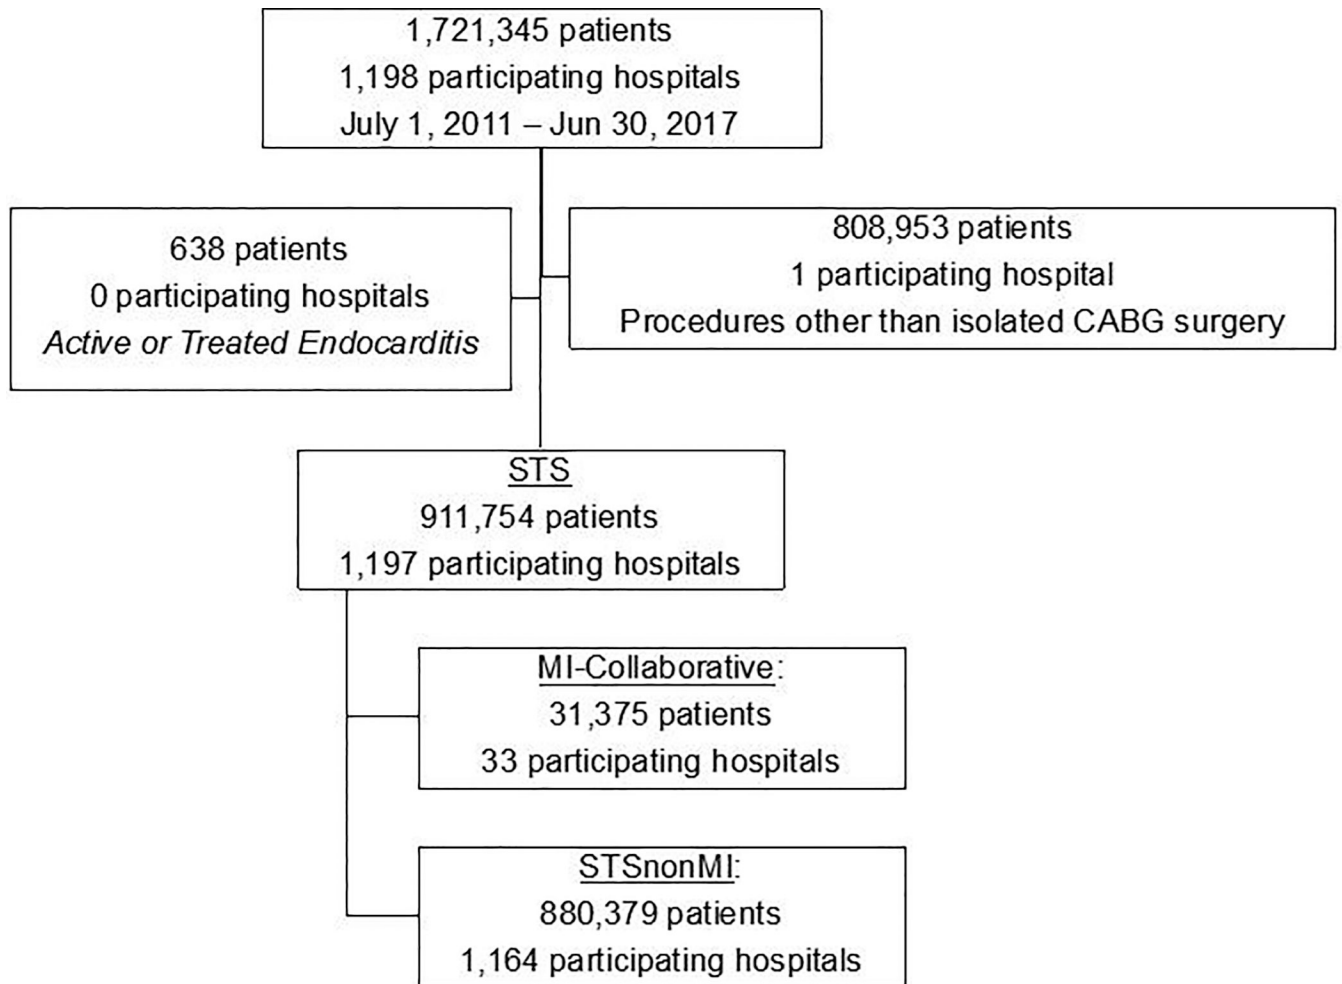 1,721,345 patients
1,198 participating hospitals
July 1, 2011 – Jun 30, 2017
638 patients
0 participating hospitals
Active or Treated Endocarditis
808,953 patients
1 participating hospital
Procedures other than isolated CABG surgery
STS
911,754 patients
1,197 participating hospitals
MI-Collaborative:
31,375 patients
33 participating hospitals
STSnonMI:
880,379 patients
1,164 participating hospitals